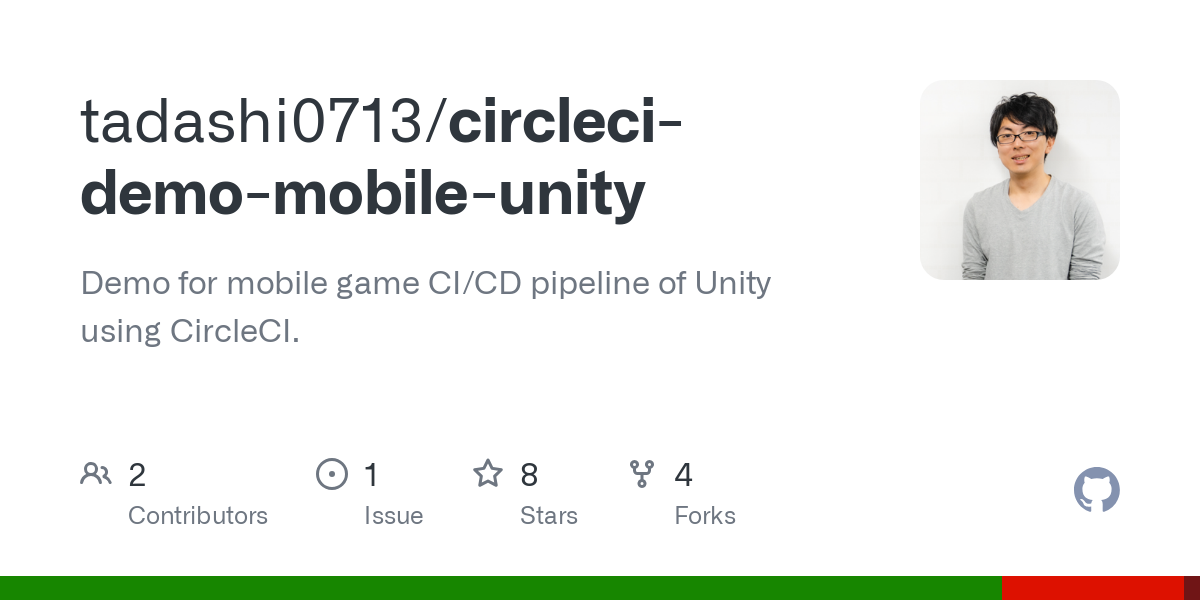 tadashi0713/circleci-
demo-mobile-unity
Demo for mobile game CI/CD pipeline of Unity
using CircleCI.
2
Contributors
1
Issue
8
Stars
4
Forks